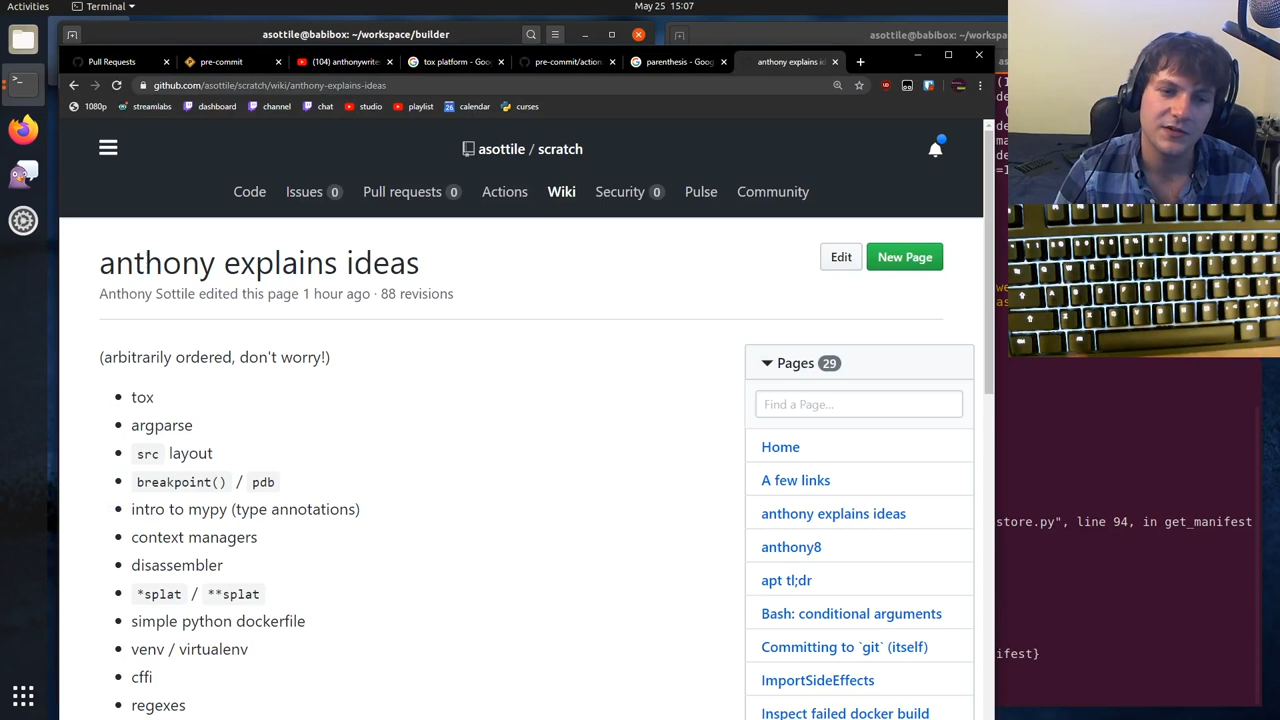 Activities
Terminal
May 25 15:07
asottile@babibox: ~/workspace/builder
asottile@babibox: ~/workspace
Pull Requests
pre-commit
(104) anthonywrite
tox platform - Goog
pre-commit/action
parenthesis - Goog
anthony explains id
github.com/asottile/scratch/wiki/anthony-explains-ideas
1080p
streamlabs
dashboard
channel
chat
studio
playlist
calendar
curses
asottile / scratch
Code
Issues 0
Pull requests 0
Actions
Wiki
Security 0
Pulse
Community
anthony explains ideas
Edit
New Page
Anthony Sottile edited this page 1 hour ago · 88 revisions
(arbitrarily ordered, don't worry!)
tox
argparse
src layout
breakpoint() / pdb
intro to mypy (type annotations)
context managers
disassembler
*splat / **splat
simple python dockerfile
venv / virtualenv
cffi
regexes
Pages 29
Find a Page...
Home
A few links
anthony explains ideas
anthony8
apt tl;dr
Bash: conditional arguments
Committing to `git` (itself)
ImportSideEffects
Inspect failed docker build
store.py", line 94, in get_manifest
ifest}